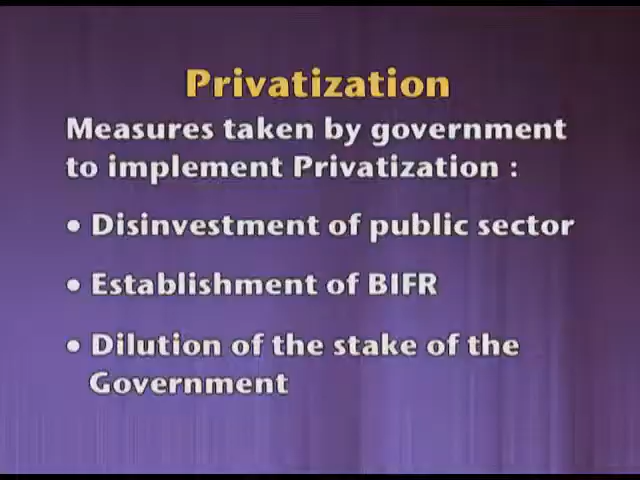 Privatization
Measures taken by government
to implement Privatization :
• Disinvestment of public sector
• Establishment of BIFR
• Dilution of the stake of the
Government